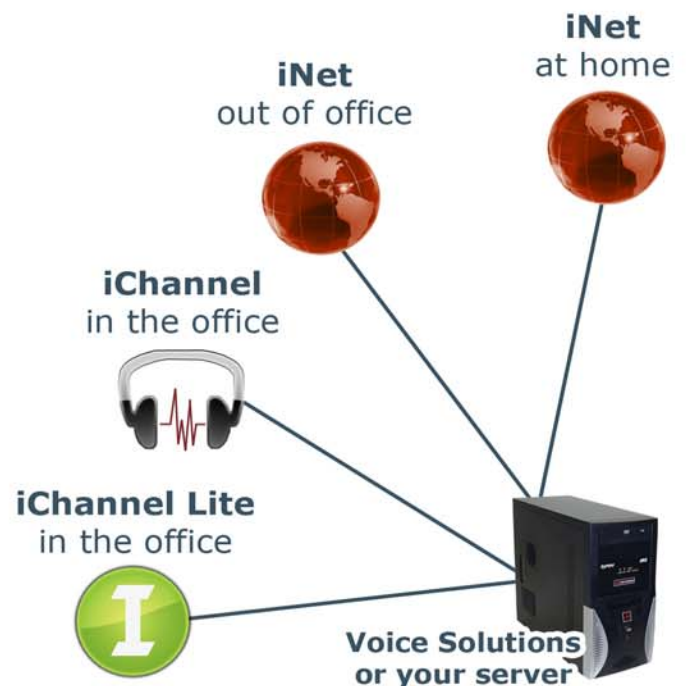 iNet
at home
iNet
out of office
iChannel
in the office
iChannel Lite
in the office
I
Voice Solutions
or your server